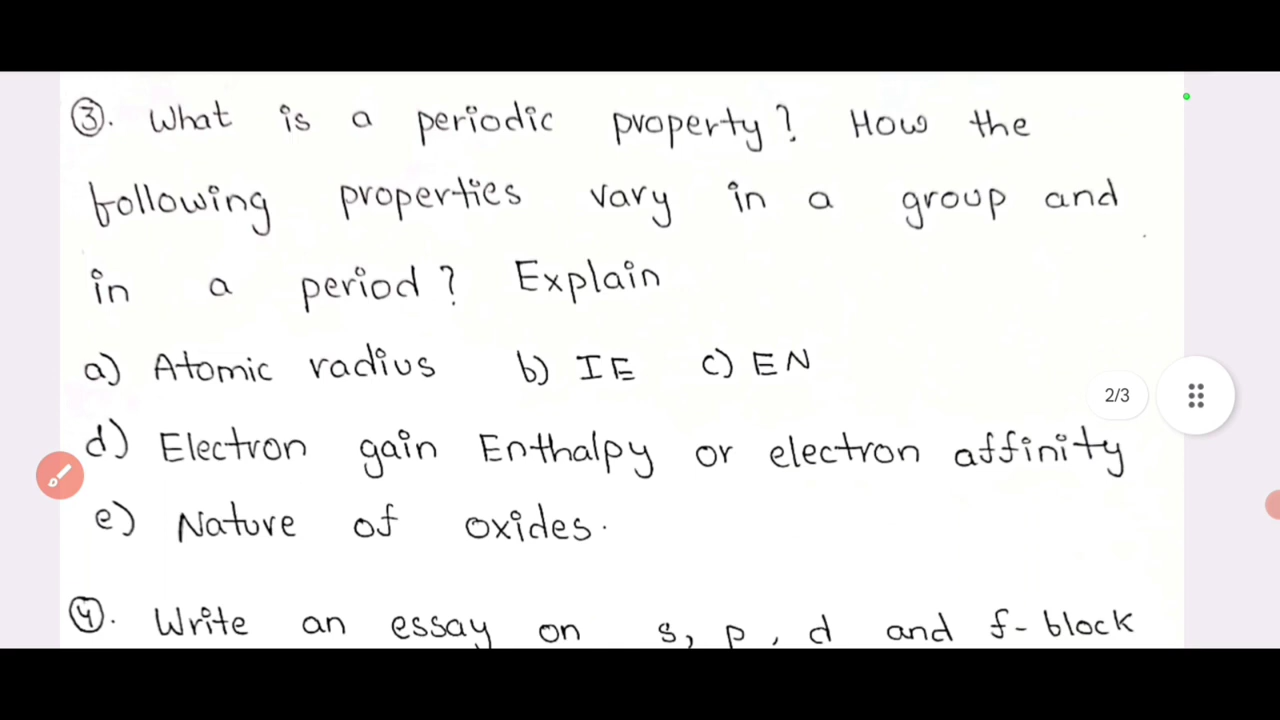 ③. What is a periodic property? How the
following properties vary in a group and
in a period? Explain
a) Atomic radius b) IE c) EN
2/3
d) Electron gain Enthalpy or electron affinity
e) Nature of oxides.
④. Write an essay on s, p, d and f-block